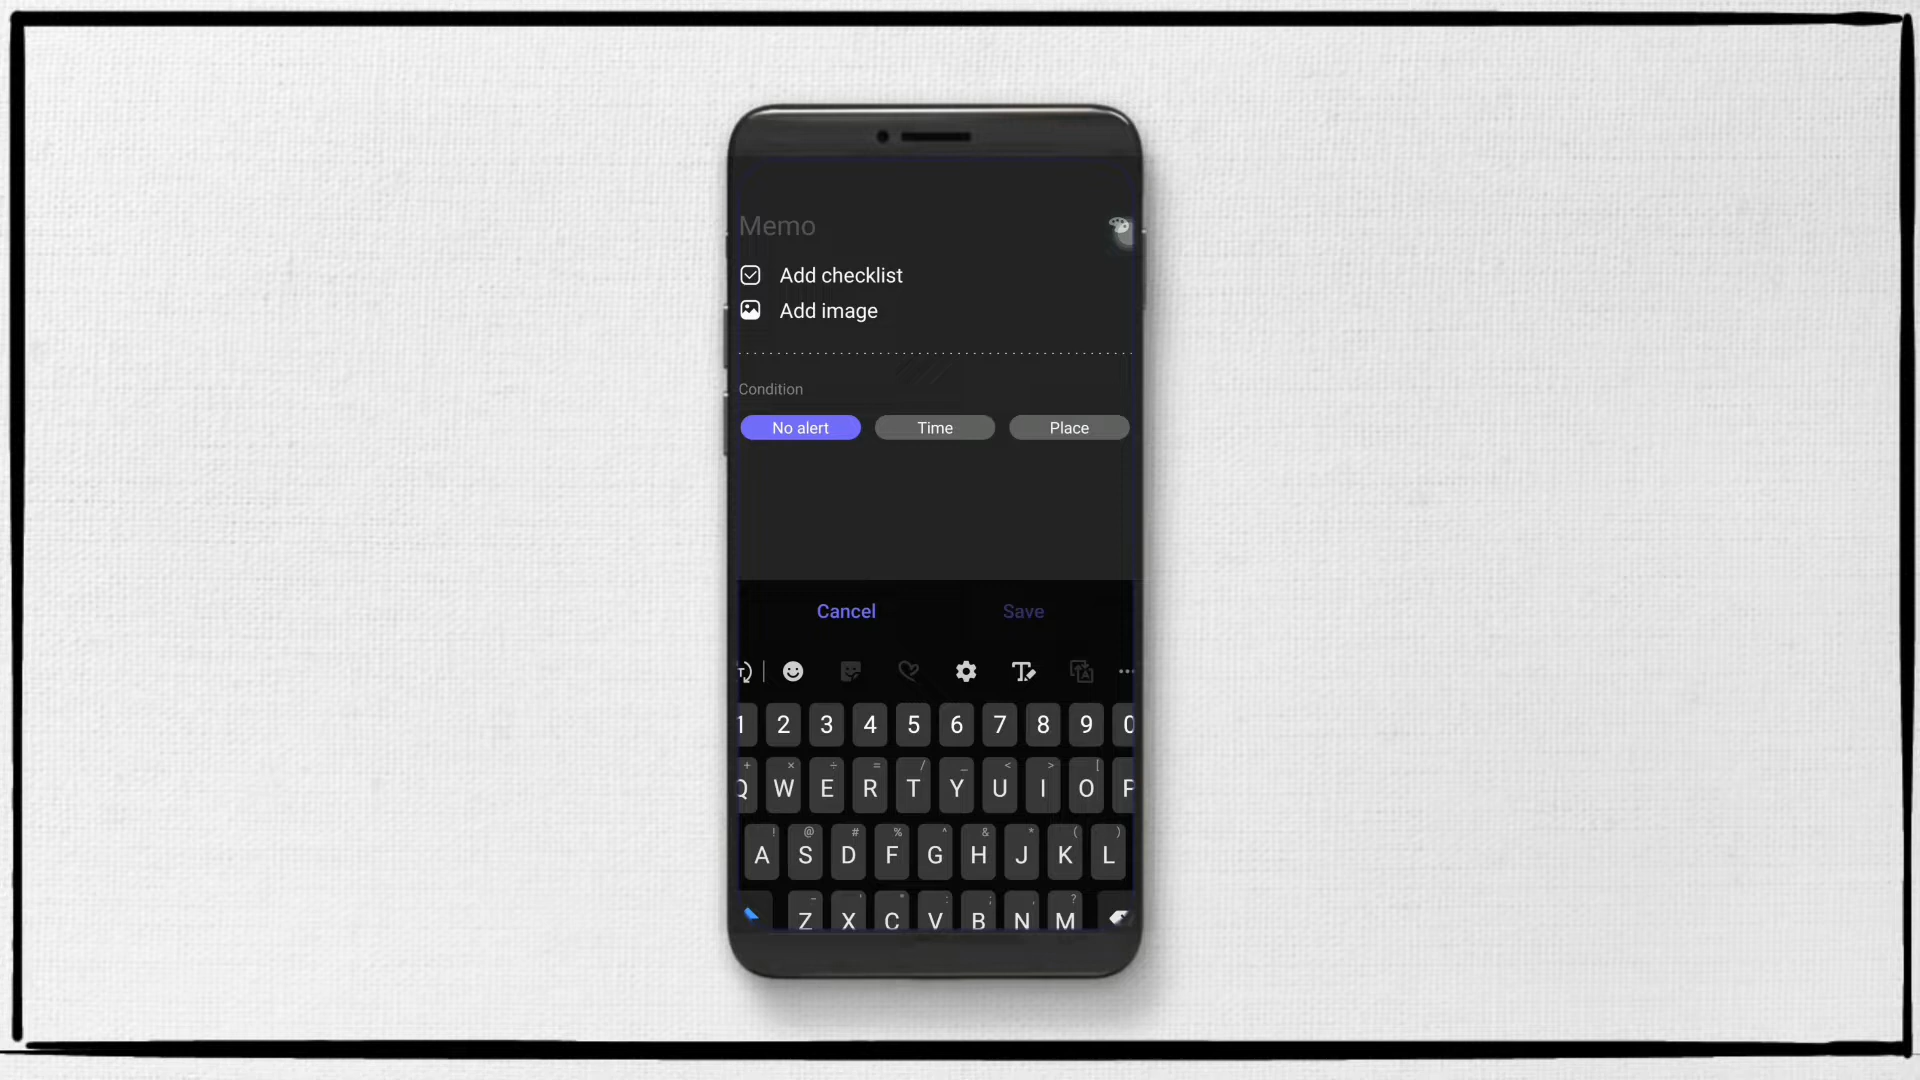 Memo
Add checklist
Add image
Condition
No alert Time Place
Cancel Save
1 2 3 4 5 6 7 8 9 0
+ × ÷ = / _ < > [
Q W E R T Y U I O P
! @ # % ^ & * ( )
A S D F G H J K L
- ' " : ; , ?
Z X C V B N M